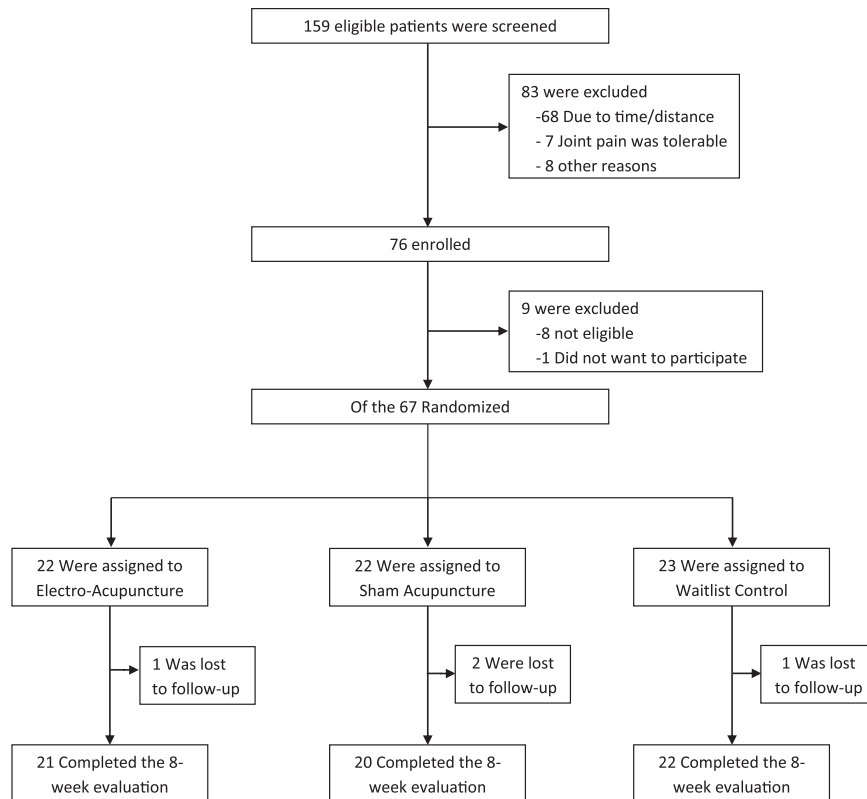 159 eligible patients were screened
83 were excluded
-68 Due to time/distance
- 7 Joint pain was tolerable
- 8 other reasons
76 enrolled
9 were excluded
-8 not eligible
-1 Did not want to participate
Of the 67 Randomized
22 Were assigned to
Electro-Acupuncture
22 Were assigned to
Sham Acupuncture
23 Were assigned to
Waitlist Control
1 Was lost
to follow-up
2 Were lost
to follow-up
1 Was lost
to follow-up
21 Completed the 8-
week evaluation
20 Completed the 8-
week evaluation
22 Completed the 8-
week evaluation